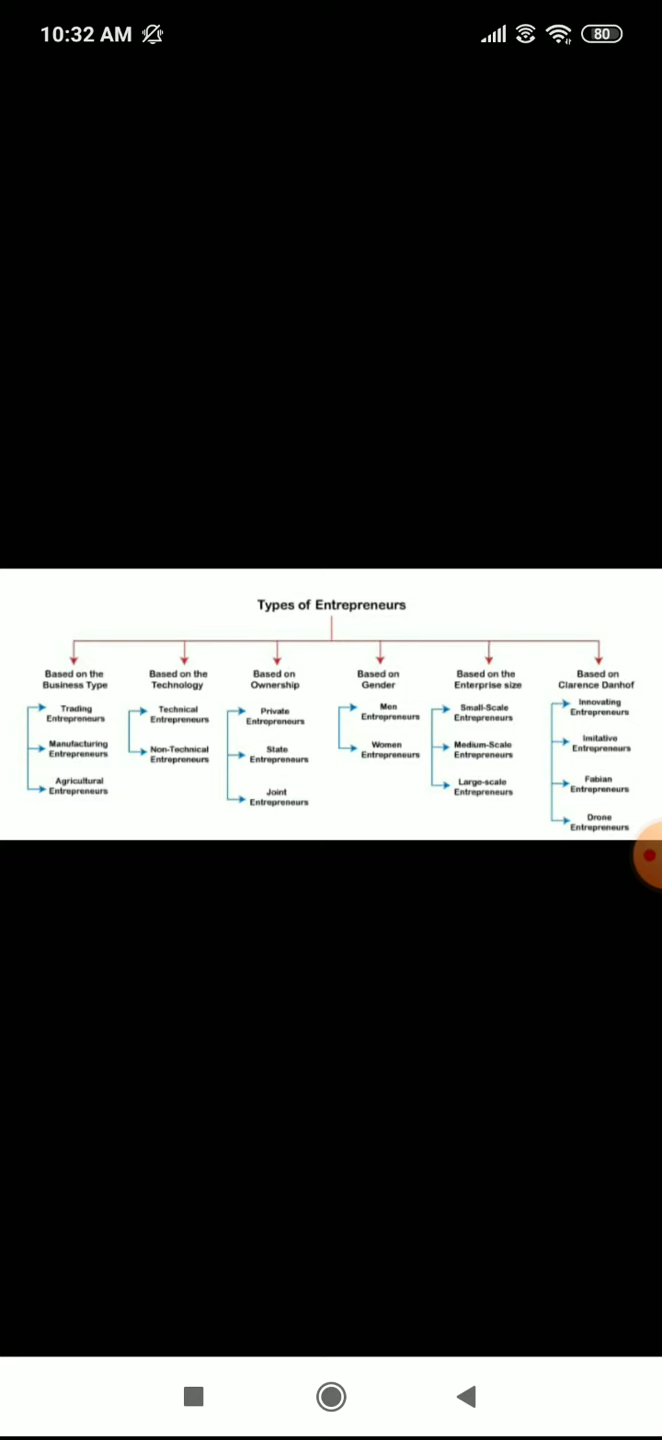 10:32 AM
80
Types of Entrepreneurs
Based on the
Business Type
Trading
Entrepreneurs
Manufacturing
Entrepreneurs
Agricultural
Entrepreneurs
Based on the
Technology
Technical
Entrepreneurs
Non-Technical
Entrepreneurs
Based on
Ownership
Private
Entrepreneurs
State
Entrepreneurs
Joint
Entrepreneurs
Based on
Gender
Men
Entrepreneurs
Women
Entrepreneurs
Based on the
Enterprise size
Small-Scale
Entrepreneurs
Medium-Scale
Entrepreneurs
Large-scale
Entrepreneurs
Based on
Clarence Danhof
Innovating
Entrepreneurs
Imitative
Entrepreneurs
Fabian
Entrepreneurs
Drone
Entrepreneurs